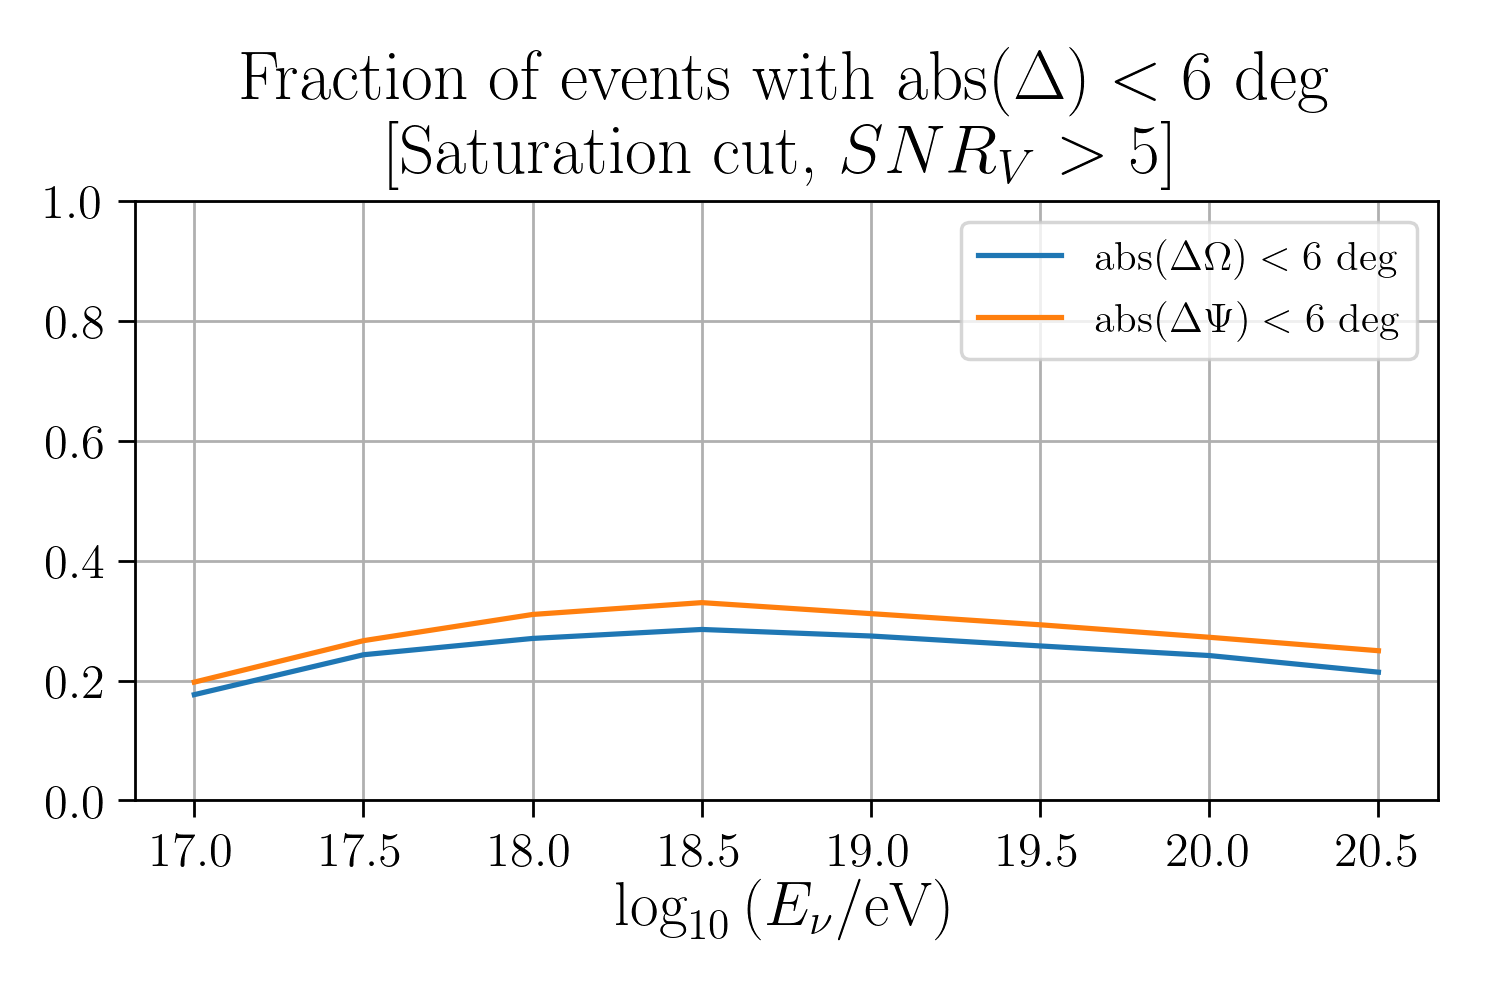 Fraction of events with abs(Δ) < 6 deg
[Saturation cut, SNR_V > 5]
1.0
0.8
0.6
0.4
0.2
0.0
abs(ΔΩ) < 6 deg
abs(ΔΨ) < 6 deg
17.0 17.5 18.0 18.5 19.0 19.5 20.0 20.5
log₁₀ (E_ν/eV)